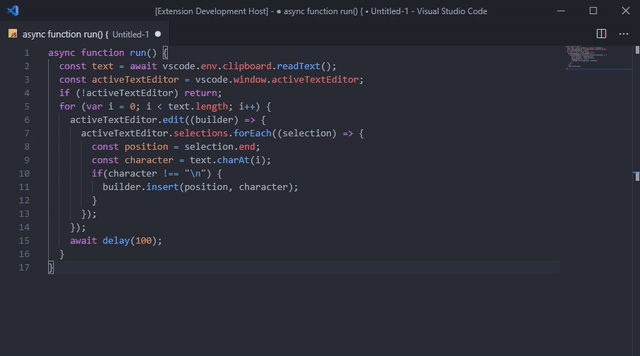 [Extension Development Host] - ● async function run() { • Untitled-1 - Visual Studio Code
async function run() { Untitled-1 ●
1 async function run() {
2 const text = await vscode.env.clipboard.readText();
3 const activeTextEditor = vscode.window.activeTextEditor;
4 if (!activeTextEditor) return;
5 for (var i = 0; i < text.length; i++) {
6 activeTextEditor.edit((builder) => {
7 activeTextEditor.selections.forEach((selection) => {
8 const position = selection.end;
9 const character = text.charAt(i);
10 if(character !== "\n") {
11 builder.insert(position, character);
12 }
13 });
14 });
15 await delay(100);
16 }
17 }